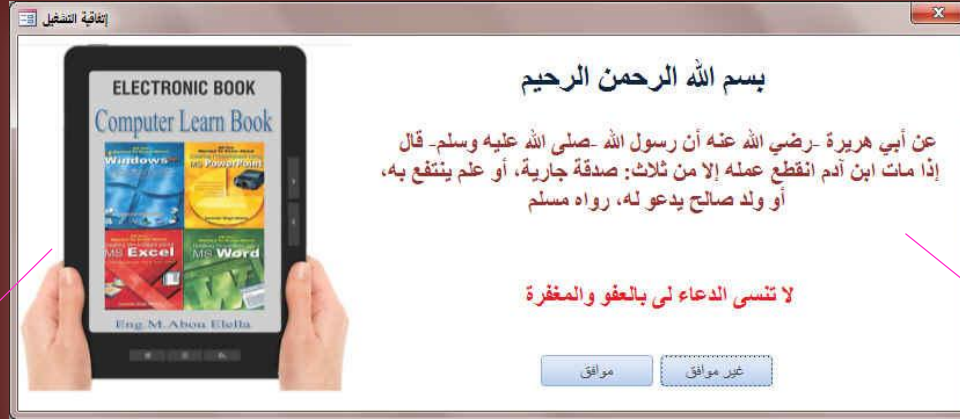 إتفاقية التشغيل
بسم الله الرحمن الرحيم
عن أبي هريرة -رضي الله عنه أن رسول الله -صلى الله عليه وسلم- قال
إذا مات ابن آدم انقطع عمله إلا من ثلاث: صدقة جارية، أو علم ينتفع به،
أو ولد صالح يدعو له، رواه مسلم
لا تنسى الدعاء لى بالعفو والمغفرة
غير موافق
موافق
ELECTRONIC BOOK
Computer Learn Book
Windows
MS PowerPoint
MS Excel
MS Word
Eng. M. Abou Elella